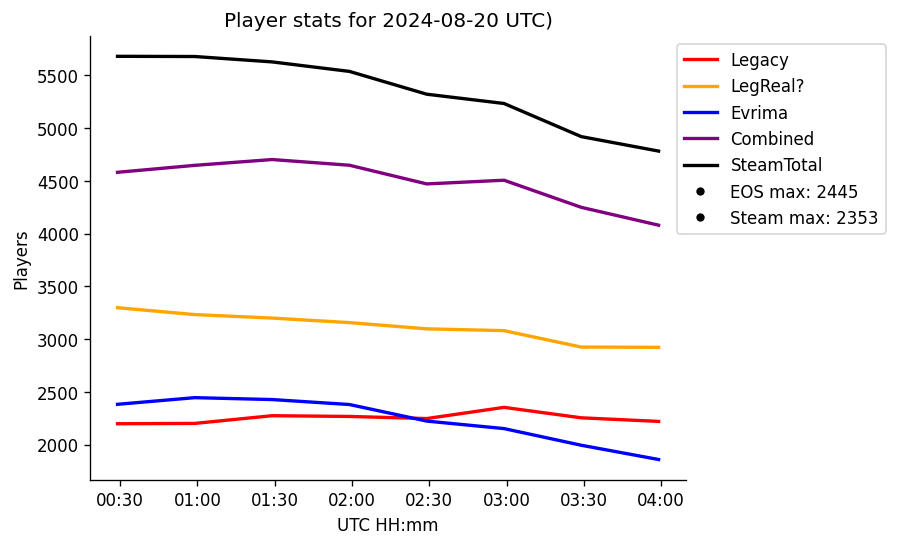 Player stats for 2024-08-20 UTC)
Legacy
LegReal?
Evrima
Combined
SteamTotal
EOS max: 2445
Steam max: 2353
Players
5500
5000
4500
4000
3500
3000
2500
2000
00:30 01:00 01:30 02:00 02:30 03:00 03:30 04:00
UTC HH:mm